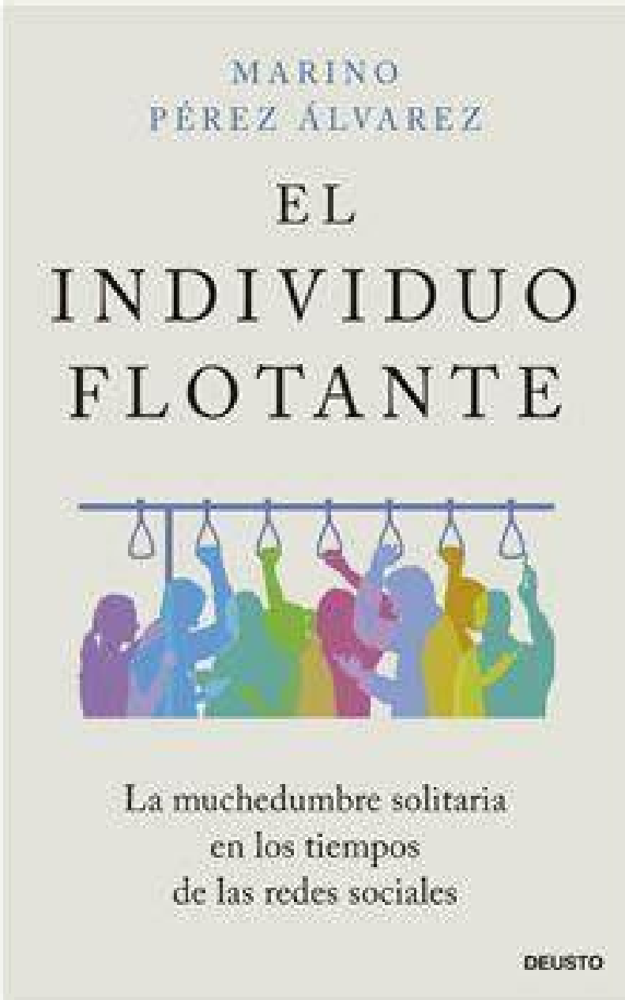 MARINO
PÉREZ ÁLVAREZ
EL
INDIVIDUO
FLOTANTE
La muchedumbre solitaria
en los tiempos
de las redes sociales
DEUSTO